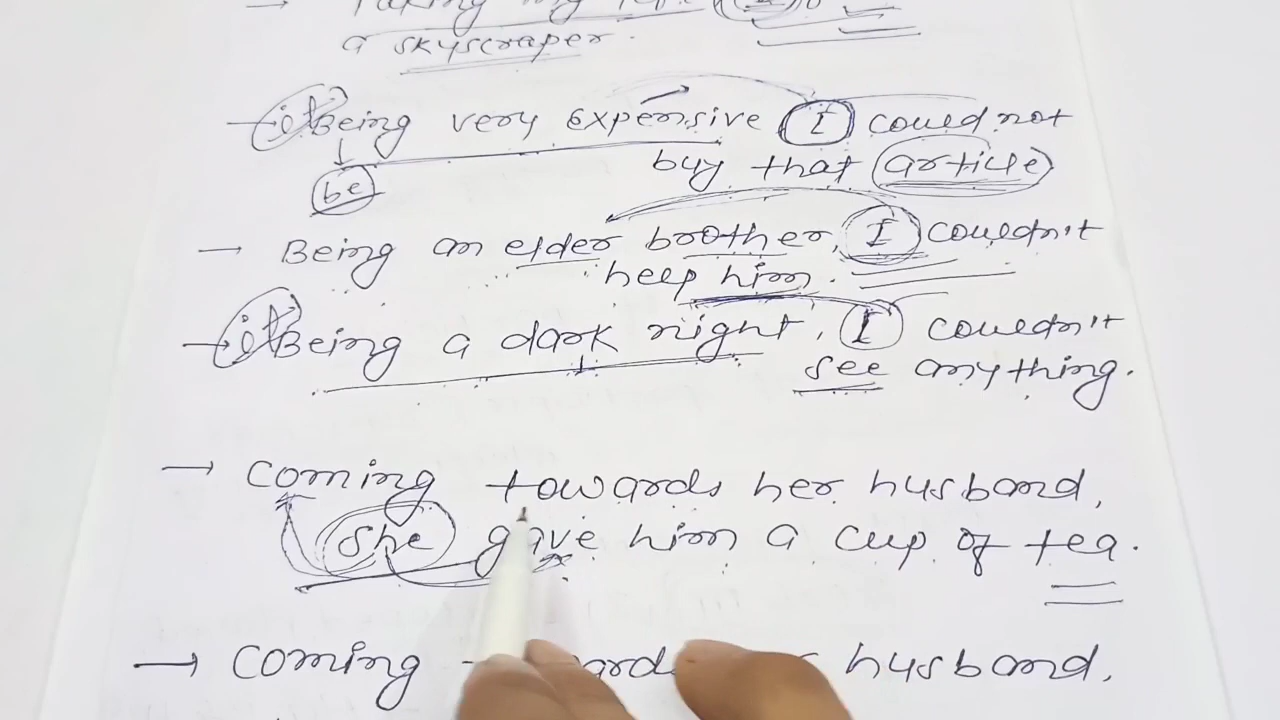 a skyscraper.
it Being very expensive I could not
be buy that article
Being an elder brother, I couldn't
help him.
it Being a dark night, I couldn't
see anything.
→ Coming towards her husband,
she gave him a cup of tea.
→ Coming husband,